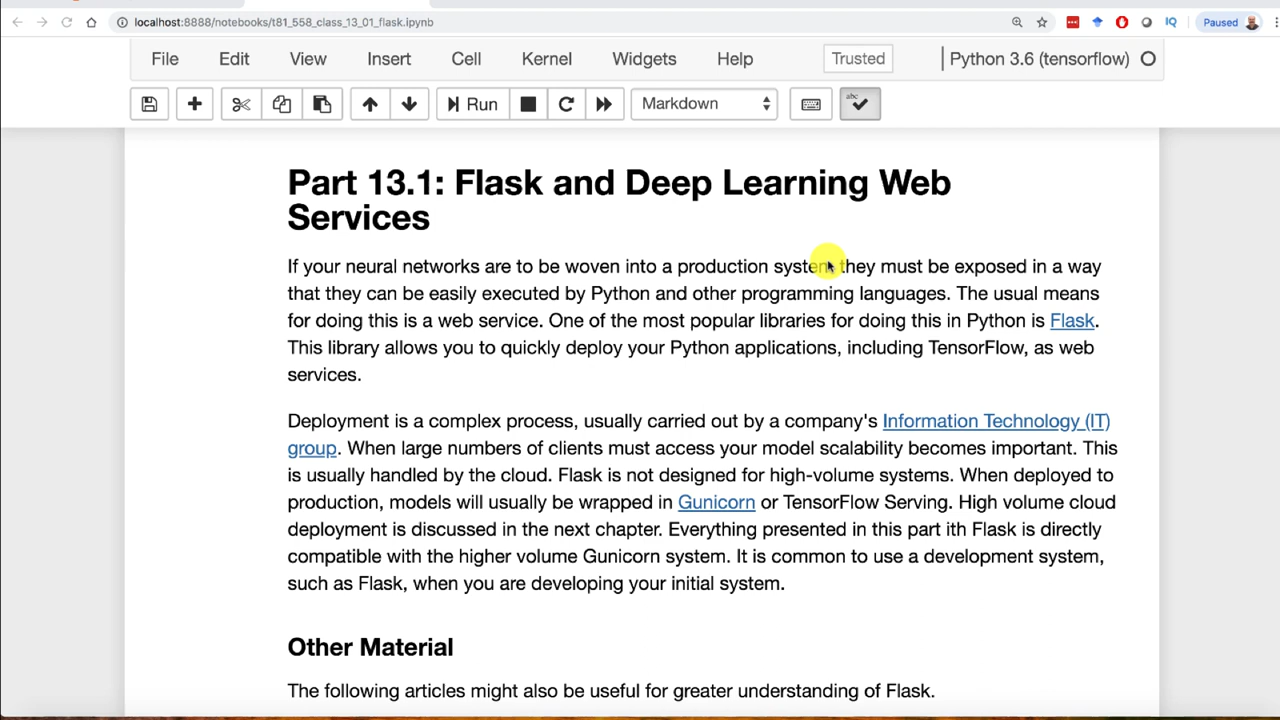 localhost:8888/notebooks/t81_558_class_13_01_flask.ipynb
IQ
Paused
File Edit View Insert Cell Kernel Widgets Help Trusted Python 3.6 (tensorflow)
Run Markdown abc
Part 13.1: Flask and Deep Learning Web
Services
If your neural networks are to be woven into a production system they must be exposed in a way
that they can be easily executed by Python and other programming languages. The usual means
for doing this is a web service. One of the most popular libraries for doing this in Python is Flask.
This library allows you to quickly deploy your Python applications, including TensorFlow, as web
services.
Deployment is a complex process, usually carried out by a company's Information Technology (IT)
group. When large numbers of clients must access your model scalability becomes important. This
is usually handled by the cloud. Flask is not designed for high-volume systems. When deployed to
production, models will usually be wrapped in Gunicorn or TensorFlow Serving. High volume cloud
deployment is discussed in the next chapter. Everything presented in this part ith Flask is directly
compatible with the higher volume Gunicorn system. It is common to use a development system,
such as Flask, when you are developing your initial system.
Other Material
The following articles might also be useful for greater understanding of Flask.